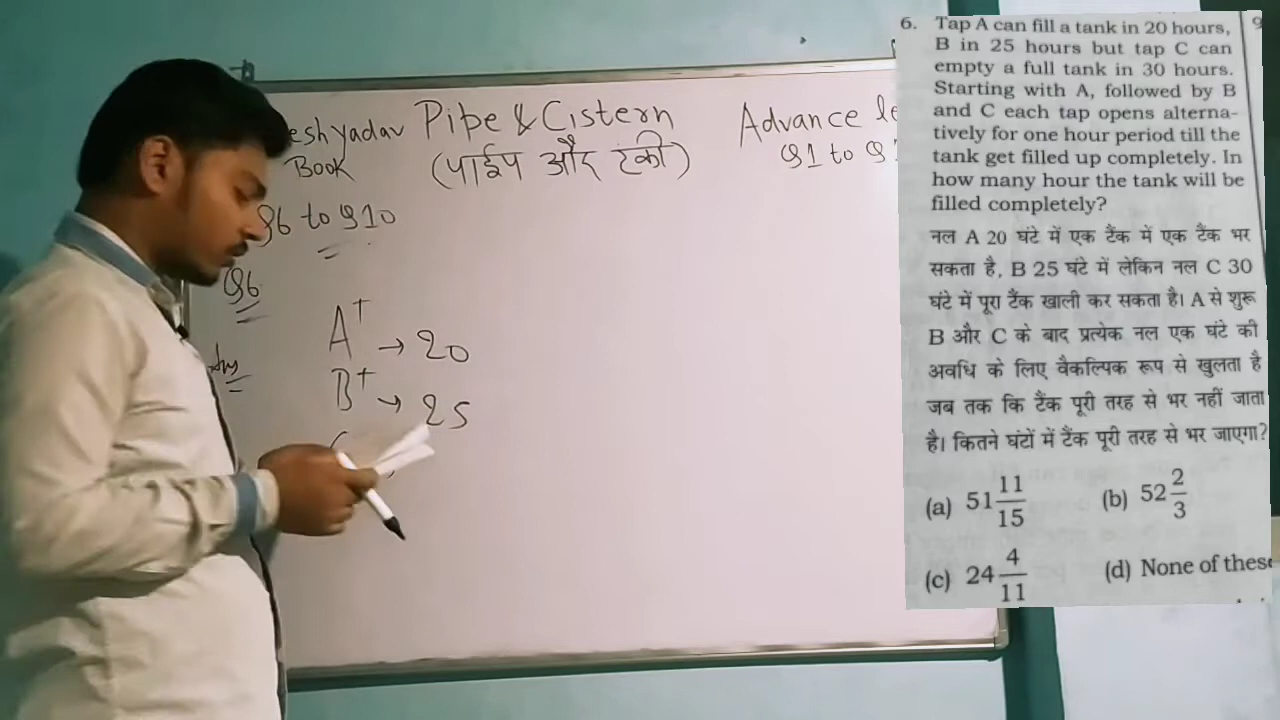 eshyadav Pipe & Cistern Advance le
Book (पाईप और टंकी) Q1 to Q
Q6 to Q10
Q6
A+ → 20
B+ → 25
6. Tap A can fill a tank in 20 hours,
B in 25 hours but tap C can
empty a full tank in 30 hours.
Starting with A, followed by B
and C each tap opens alterna-
tively for one hour period till the
tank get filled up completely. In
how many hour the tank will be
filled completely?
नल A 20 घंटे में एक टैंक में एक टैंक भर
सकता है, B 25 घंटे में लेकिन नल C 30
घंटे में पूरा टैंक खाली कर सकता है। A से शुरू
B और C के बाद प्रत्येक नल एक घंटे की
अवधि के लिए वैकल्पिक रूप से खुलता है
जब तक कि टैंक पूरी तरह से भर नहीं जाता
है। कितने घंटों में टैंक पूरी तरह से भर जाएगा?
(a) 51 11/15 (b) 52 2/3
(c) 24 4/11 (d) None of these